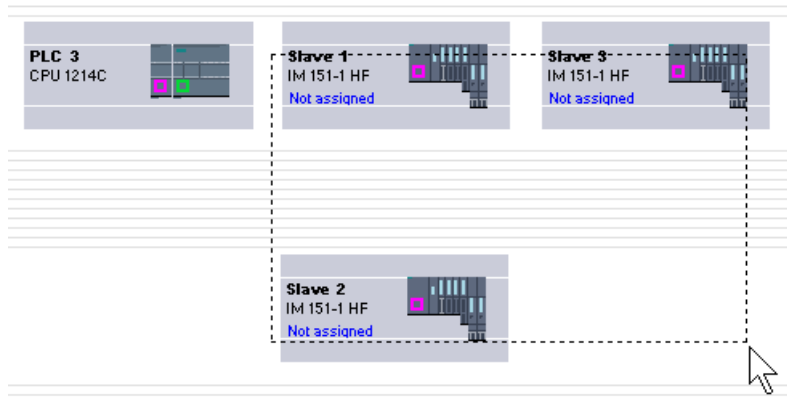 PLC 3
CPU 1214C
Slave 1
IM 151-1 HF
Not assigned
Slave 3
IM 151-1 HF
Not assigned
Slave 2
IM 151-1 HF
Not assigned